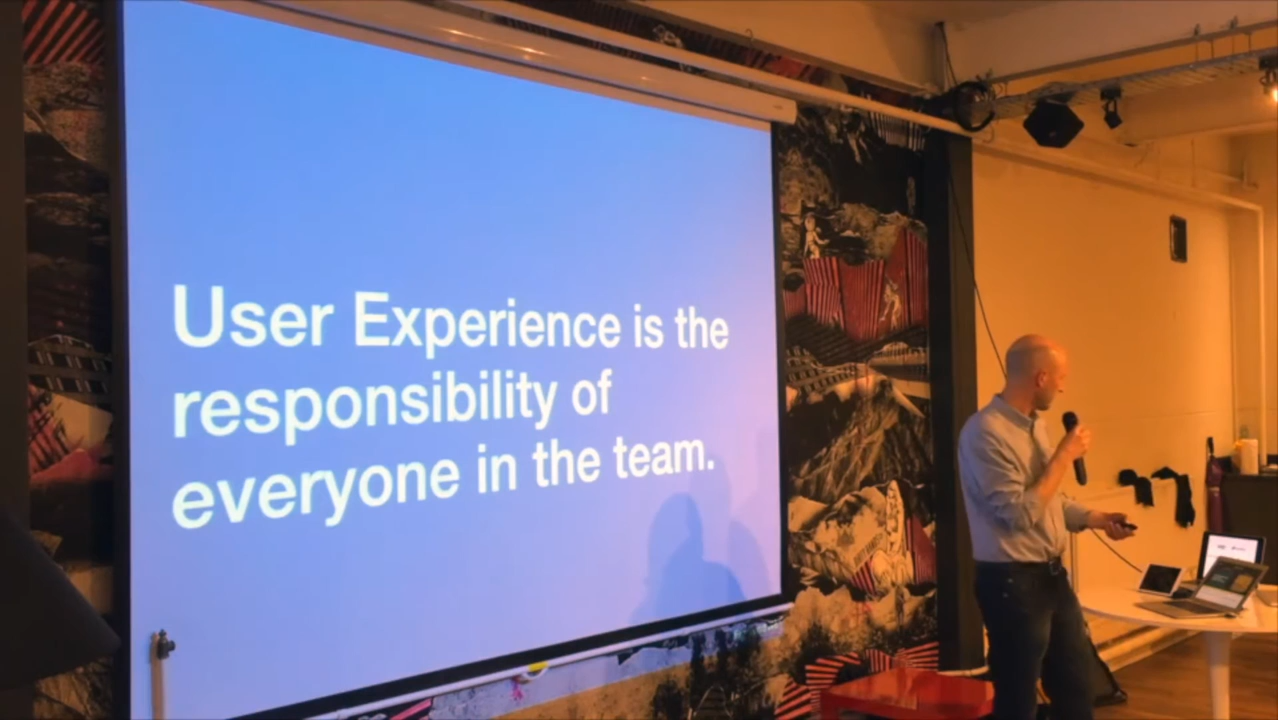 User Experience is the
responsibility of
everyone in the team.